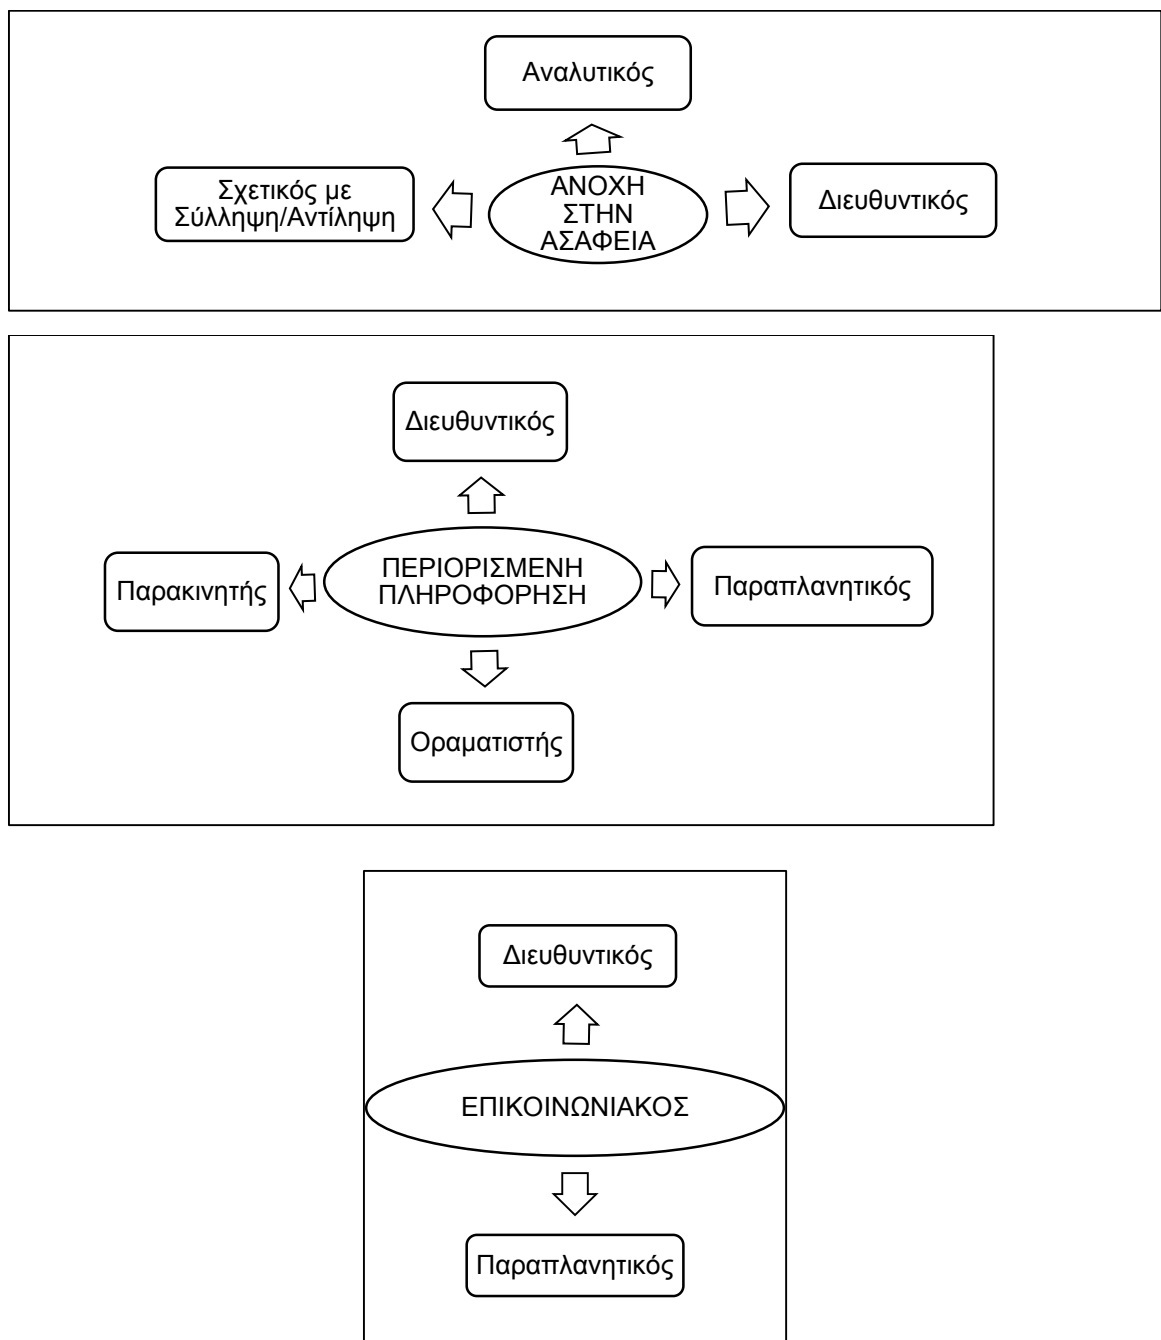 Αναλυτικός
Σχετικός με
Σύλληψη/Αντίληψη
ΑΝΟΧΗ
ΣΤΗΝ
ΑΣΑΦΕΙΑ
Διευθυντικός
Διευθυντικός
Παρακινητής
ΠΕΡΙΟΡΙΣΜΕΝΗ
ΠΛΗΡΟΦΟΡΗΣΗ
Παραπλανητικός
Οραματιστής
Διευθυντικός
ΕΠΙΚΟΙΝΩΝΙΑΚΟΣ
Παραπλανητικός